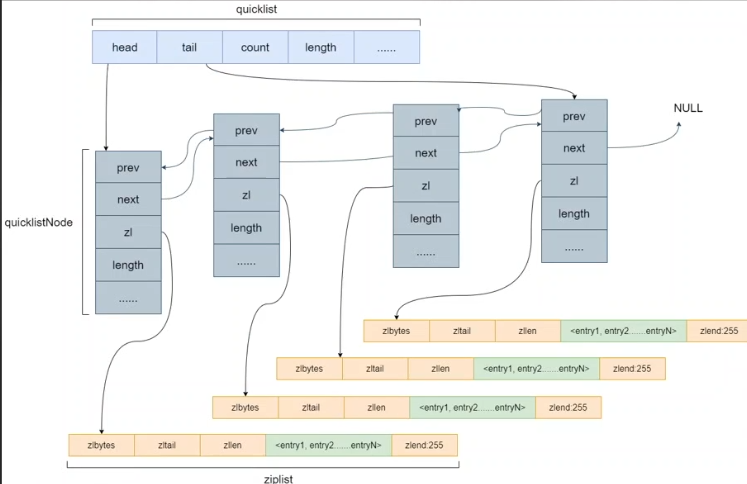 quicklist
head tail count length ......
NULL
prev
next
zl
length
......
prev
next
zl
length
......
prev
next
zl
length
......
prev
next
zl
length
......
quicklistNode
zlbytes zltail zllen <entry1, entry2......entryN> zlend:255
zlbytes zltail zllen <entry1, entry2......entryN> zlend:255
zlbytes zltail zllen <entry1, entry2......entryN> zlend:255
zlbytes zltail zllen <entry1, entry2......entryN> zlend:255
ziplist